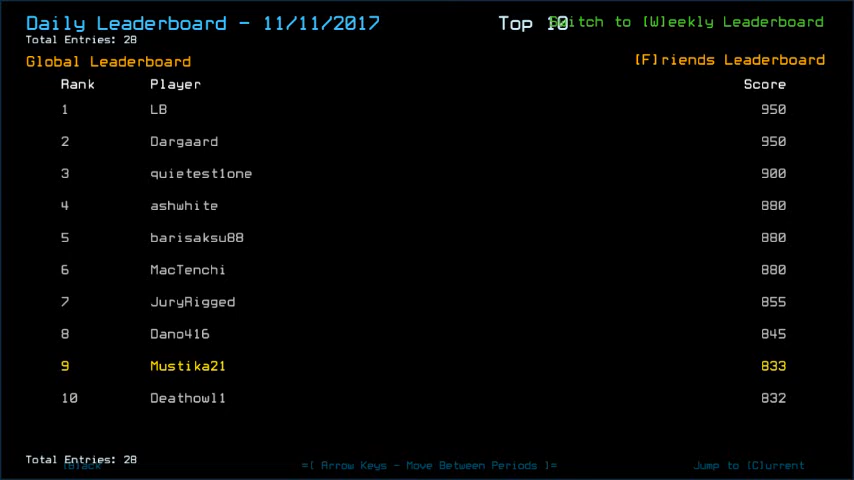 Daily Leaderboard - 11/11/2017 Top 10 Switch to [W]eekly Leaderboard
Total Entries: 28
Global Leaderboard [F]riends Leaderboard
Rank Player Score
1 LB 950
2 Dargaard 950
3 quietest1one 900
4 ashwhite 880
5 barisaksu88 880
6 MacTenchi 880
7 JuryRigged 855
8 Dano416 845
9 Mustika21 833
10 Deathowl1 832
Total Entries: 28
=[ Arrow Keys - Move Between Periods ]= Jump to [C]urrent